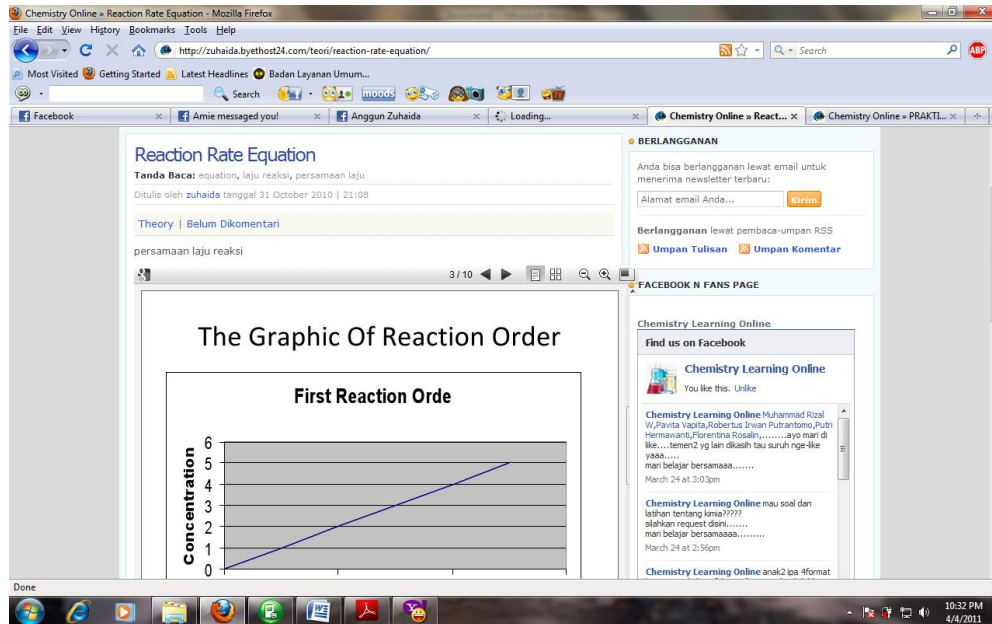 Chemistry Online » Reaction Rate Equation - Mozilla Firefox
File Edit View History Bookmarks Tools Help
http://zuhaida.byethost24.com/teori/reaction-rate-equation/
Search
ABP
Most Visited Getting Started Latest Headlines Badan Layanan Umum...
Search
moods
Facebook
Amie messaged you!
Anggun Zuhaida
Loading...
Chemistry Online » React...
Chemistry Online » PRAKTI...
Reaction Rate Equation
Tanda Baca: equation, laju reaksi, persamaan laju
Ditulis oleh zuhaida tanggal 31 October 2010 | 21:08
Theory | Belum Dikomentari
persamaan laju reaksi
3 / 10
The Graphic Of Reaction Order
First Reaction Orde
Concentration
6
5
4
3
2
1
0
BERLANGGANAN
Anda bisa berlangganan lewat email untuk
menerima newsletter terbaru:
Alamat email Anda...
Kirim
Berlangganan lewat pembaca-umpan RSS
Umpan Tulisan Umpan Komentar
FACEBOOK N FANS PAGE
Chemistry Learning Online
Find us on Facebook
Chemistry Learning Online
You like this. Unlike
Chemistry Learning Online Muhammad Rizal
W,Pavita Vapita,Robertus Irwan Putrantomo,Putri
Hermawanti,Florentina Rosalin,........ayo mari di
like....temen2 yg lain dikasih tau suruh nge-like
yaaa.....
mari belajar bersamaaa.......
March 24 at 3:03pm
Chemistry Learning Online mau soal dan
latihan tentang kimia?????
silahkan request disini.......
mari belajar bersamaaaa.........
March 24 at 2:56pm
Chemistry Learning Online anak2 ipa 4format
Done
10:32 PM
4/4/2011